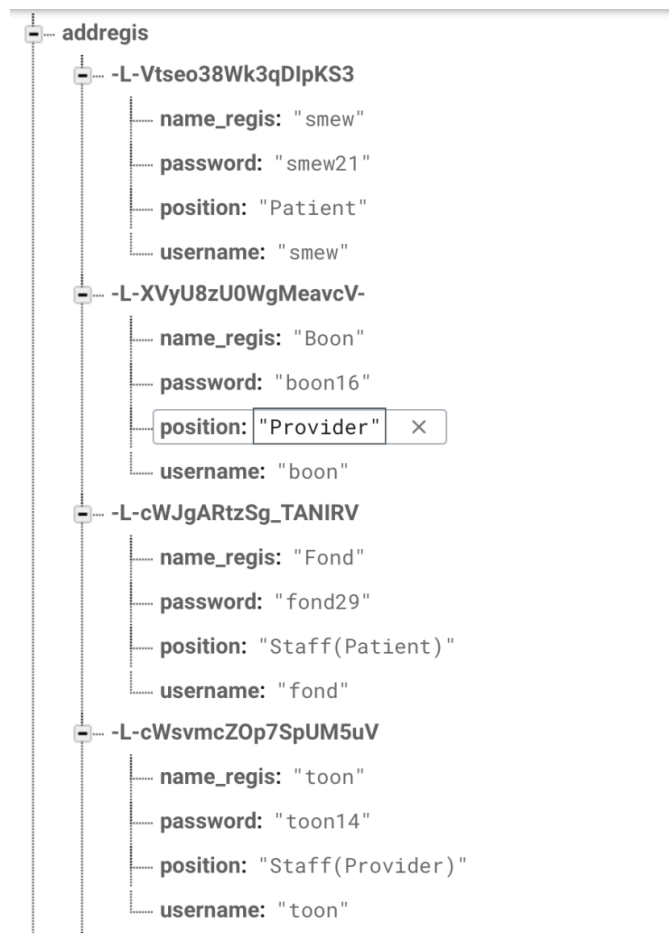 addregis
-L-Vtseo38Wk3qDIpKS3
name_regis: "smew"
password: "smew21"
position: "Patient"
username: "smew"
-L-XVyU8zU0WgMeavcV-
name_regis: "Boon"
password: "boon16"
position: "Provider" ×
username: "boon"
-L-cWJgARtzSg_TANIRV
name_regis: "Fond"
password: "fond29"
position: "Staff(Patient)"
username: "fond"
-L-cWsvmcZOp7SpUM5uV
name_regis: "toon"
password: "toon14"
position: "Staff(Provider)"
username: "toon"